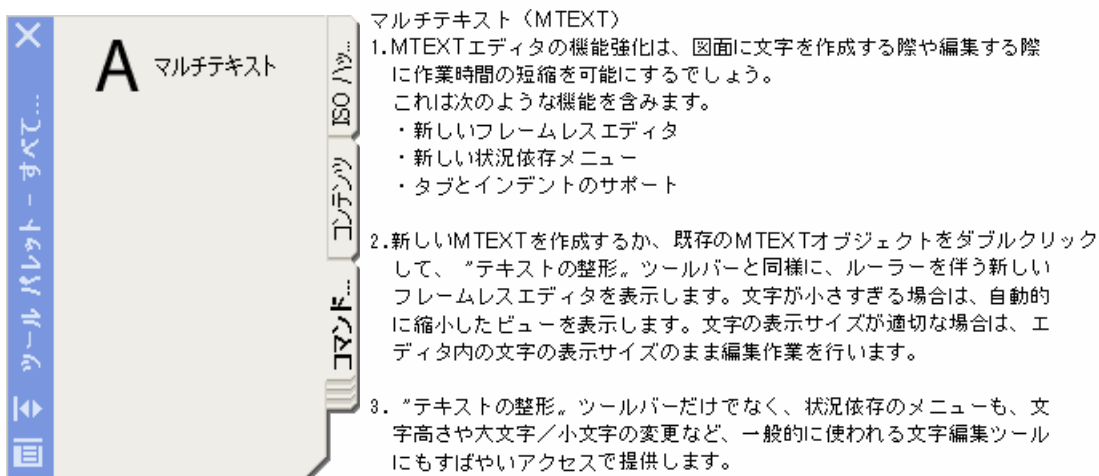 ツール パレット - すべて...
A マルチテキスト
ISO ハッ...
コンテンツ
コマンド...
マルチテキスト（MTEXT）
1.MTEXTエディタの機能強化は、図面に文字を作成する際や編集する際
に作業時間の短縮を可能にするでしょう。
これは次のような機能を含みます。
・新しいフレームレスエディタ
・新しい状況依存メニュー
・タブとインデントのサポート
2.新しいMTEXTを作成するか、既存のMTEXTオブジェクトをダブルクリック
して、〝テキストの整形〟ツールバーと同様に、ルーラーを伴う新しい
フレームレスエディタを表示します。文字が小さすぎる場合は、自動的
に縮小したビューを表示します。文字の表示サイズが適切な場合は、エ
ディタ内の文字の表示サイズのまま編集作業を行います。
3.〝テキストの整形〟ツールバーだけでなく、状況依存のメニューも、文
字高さや大文字／小文字の変更など、一般的に使われる文字編集ツール
にもすばやいアクセスで提供します。